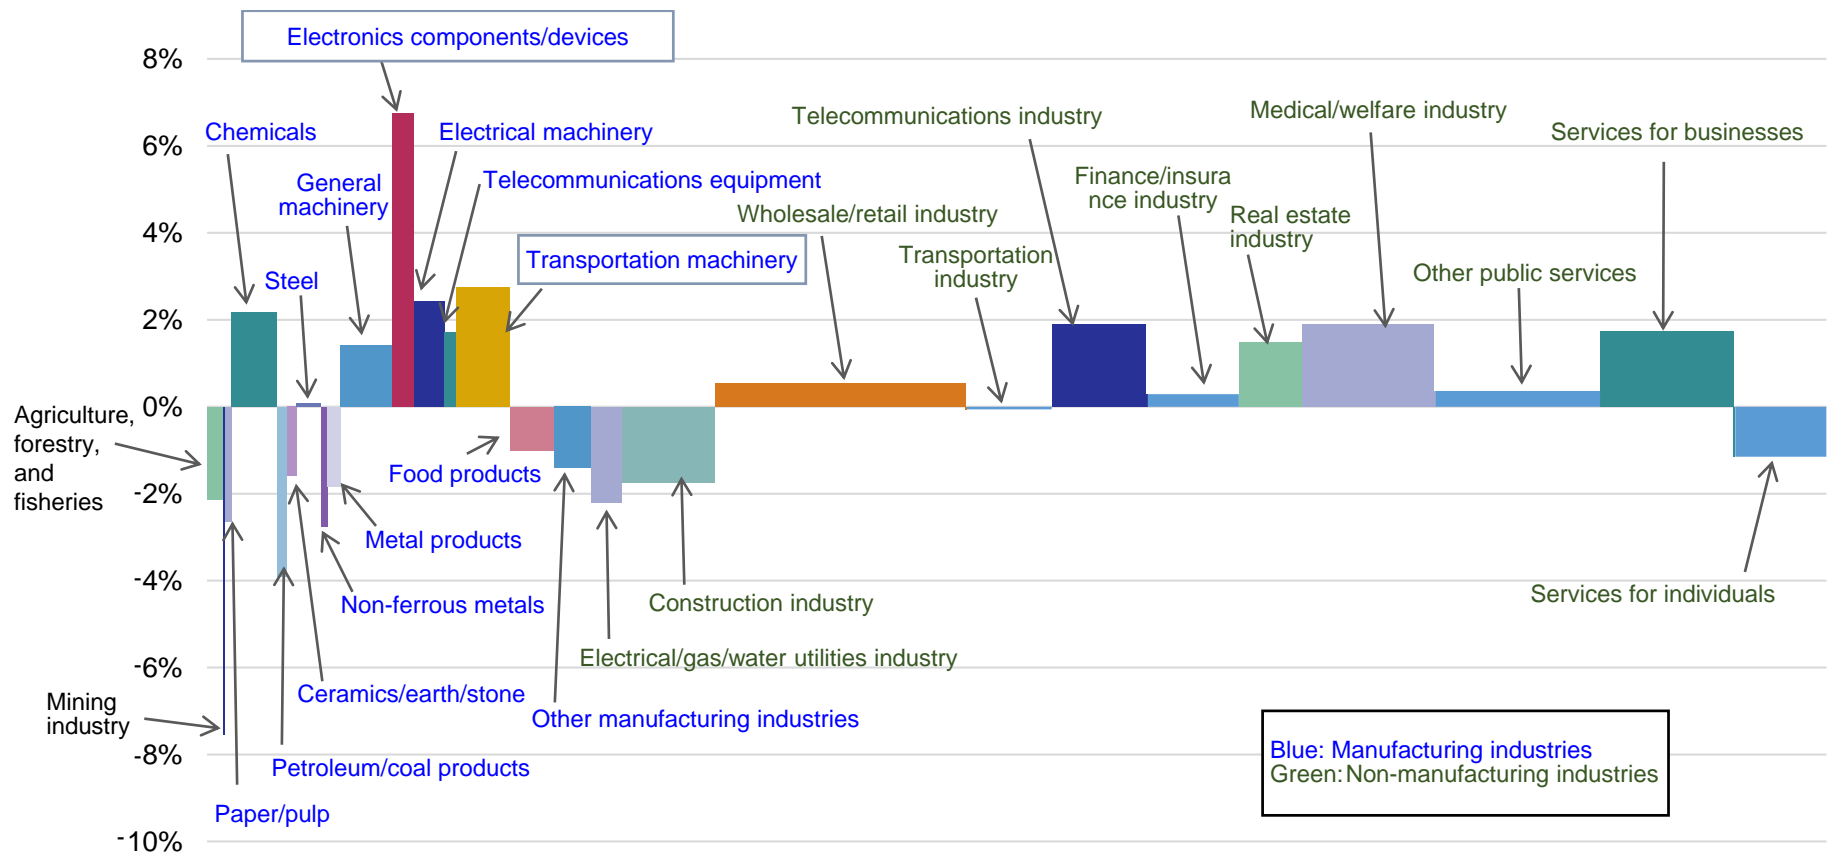 Electronics components/devices
8%
6%
4%
2%
0%
-2%
-4%
-6%
-8%
-10%
Chemicals
General
machinery
Steel
Electrical machinery
Telecommunications equipment
Transportation machinery
Wholesale/retail industry
Telecommunications industry
Transportation
industry
Finance/insura
nce industry
Real estate
industry
Medical/welfare industry
Other public services
Services for businesses
Agriculture,
forestry,
and
fisheries
Food products
Metal products
Non-ferrous metals
Construction industry
Electrical/gas/water utilities industry
Services for individuals
Mining
industry
Ceramics/earth/stone
Other manufacturing industries
Petroleum/coal products
Paper/pulp
Blue: Manufacturing industries
Green: Non-manufacturing industries